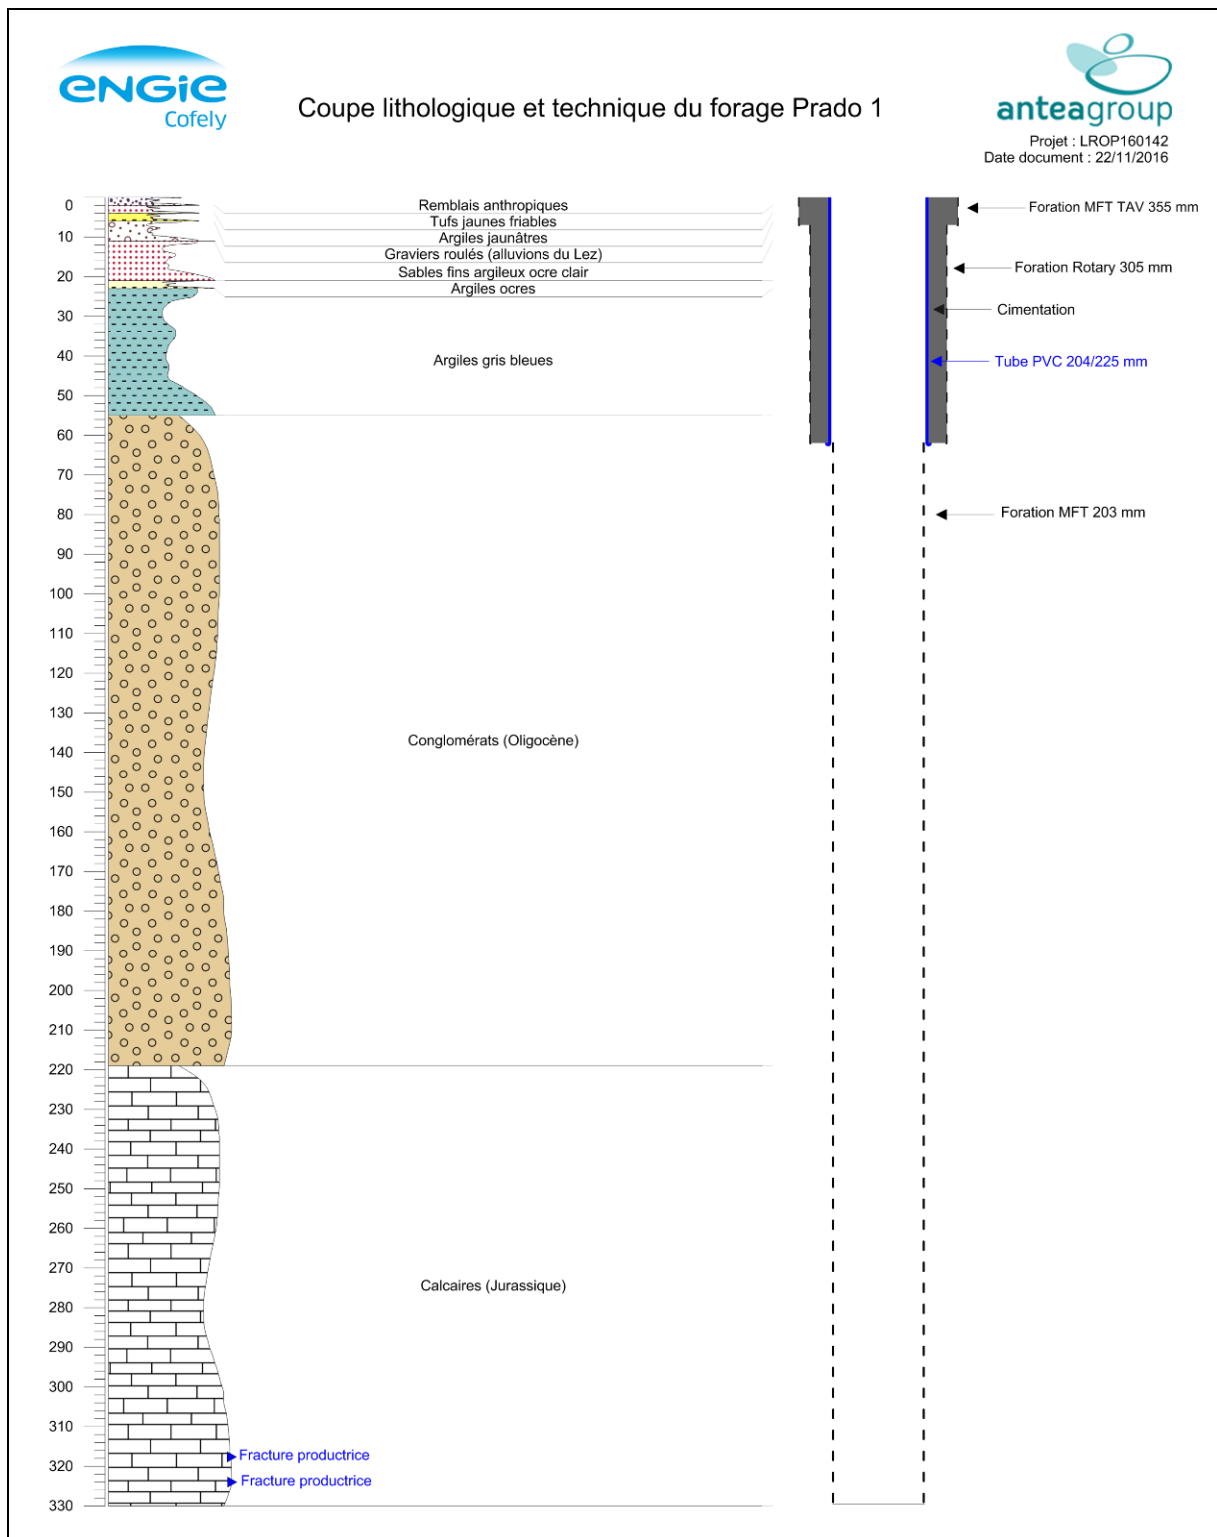 ENGIE
Cofely
Coupe lithologique et technique du forage Prado 1
anteagroup
Projet : LROP160142
Date document : 22/11/2016
0
Remblais anthropiques
Foration MFT TAV 355 mm
Tufs jaunes friables
10
Argiles jaunâtres
Graviers roulés (alluvions du Lez)
Foration Rotary 305 mm
20
Sables fins argileux ocre clair
Argiles ocres
30
Cimentation
40
Argiles gris bleues
Tube PVC 204/225 mm
50
60
70
80
Foration MFT 203 mm
90
100
110
120
130
140
Conglomérats (Oligocène)
150
160
170
180
190
200
210
220
230
240
250
260
270
280
Calcaires (Jurassique)
290
300
310
Fracture productrice
320
Fracture productrice
330